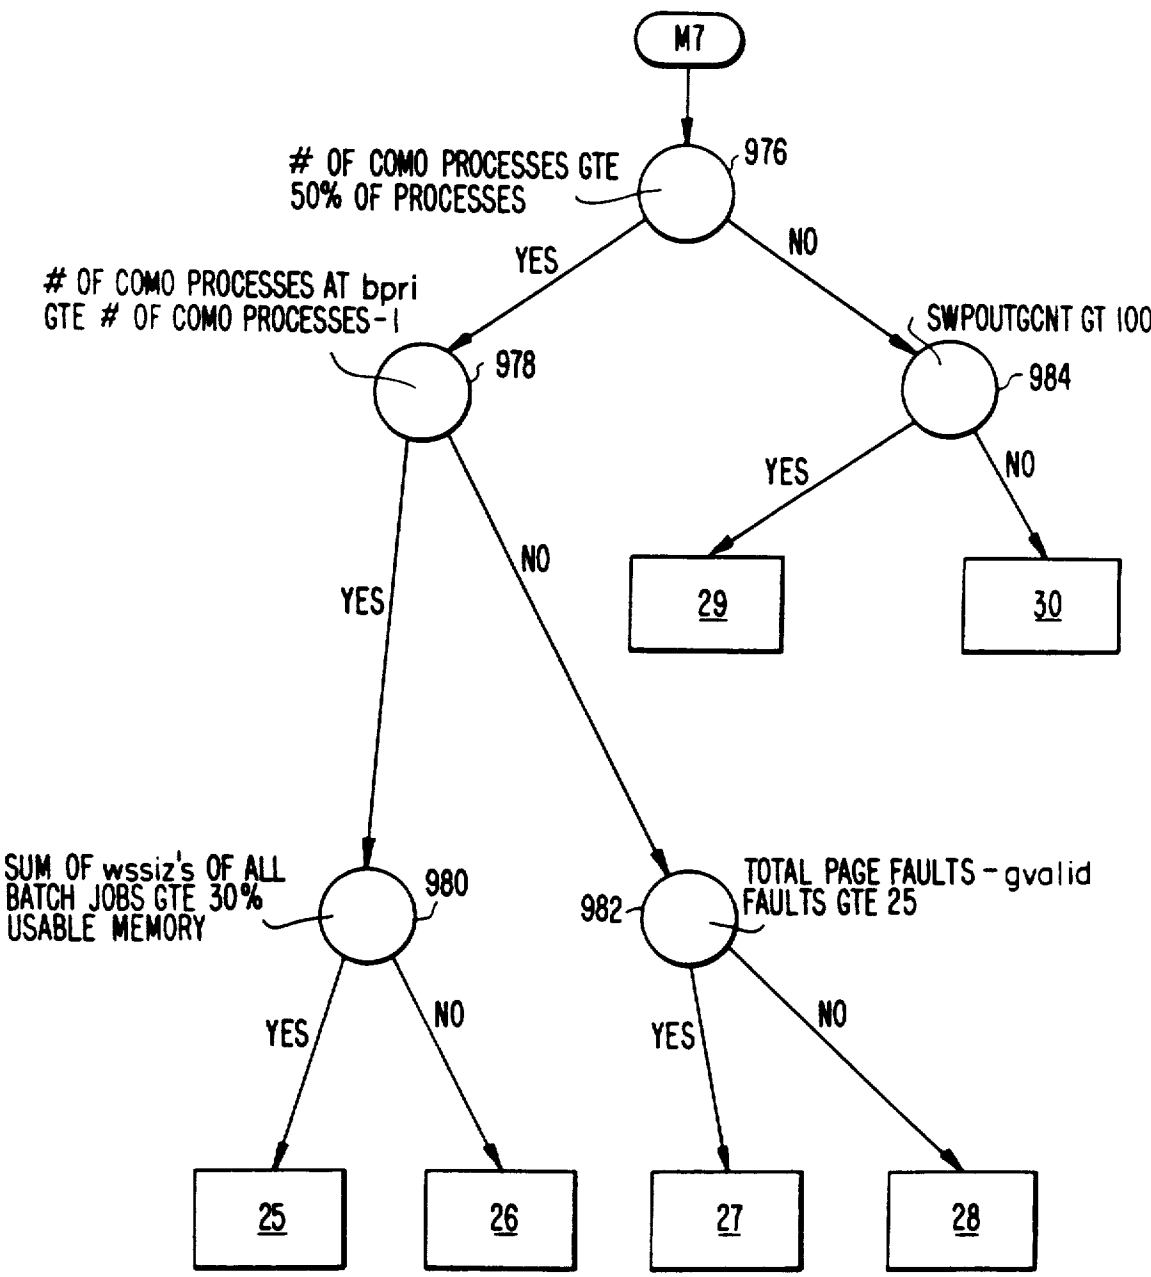 M7
# OF COMO PROCESSES GTE
50% OF PROCESSES
976
YES
NO
# OF COMO PROCESSES AT bpri
GTE # OF COMO PROCESSES-1
978
SWPOUTGCNT GT 100
984
YES
NO
29
30
YES
NO
SUM OF wssiz's OF ALL
BATCH JOBS GTE 30%
USABLE MEMORY
980
982
TOTAL PAGE FAULTS - gvalid
FAULTS GTE 25
YES
NO
YES
NO
25
26
27
28